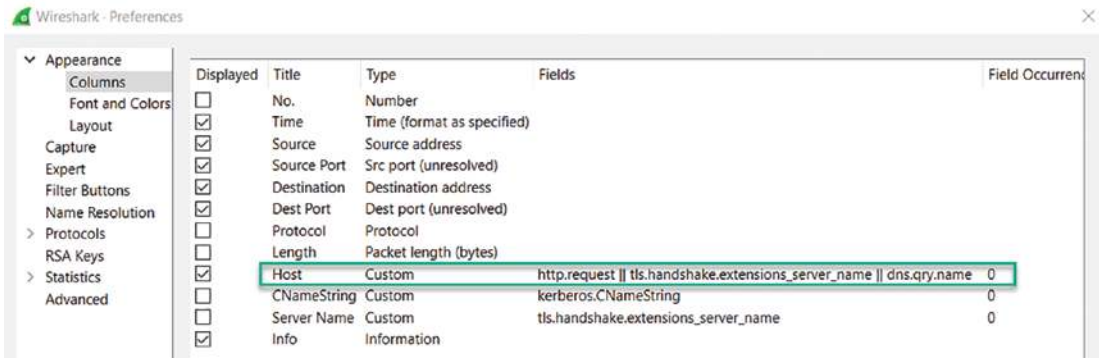 Wireshark · Preferences
Appearance
Columns
Font and Colors
Layout
Capture
Expert
Filter Buttons
Name Resolution
Protocols
RSA Keys
Statistics
Advanced
Displayed Title Type Fields Field Occurrenc
No. Number
Time Time (format as specified)
Source Source address
Source Port Src port (unresolved)
Destination Destination address
Dest Port Dest port (unresolved)
Protocol Protocol
Length Packet length (bytes)
Host Custom http.request || tls.handshake.extensions_server_name || dns.qry.name 0
CNameString Custom kerberos.CNameString 0
Server Name Custom tls.handshake.extensions_server_name 0
Info Information